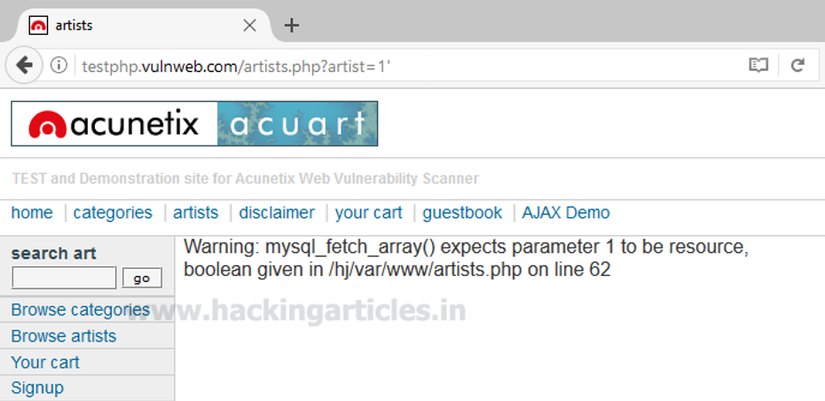 artists
testphp.vulnweb.com/artists.php?artist=1'
acunetix acuart
TEST and Demonstration site for Acunetix Web Vulnerability Scanner
home categories artists disclaimer your cart guestbook AJAX Demo
search art
go
Warning: mysql_fetch_array() expects parameter 1 to be resource,
boolean given in /hj/var/www/artists.php on line 62
Browse categories
www.hackingarticles.in
Browse artists
Your cart
Signup